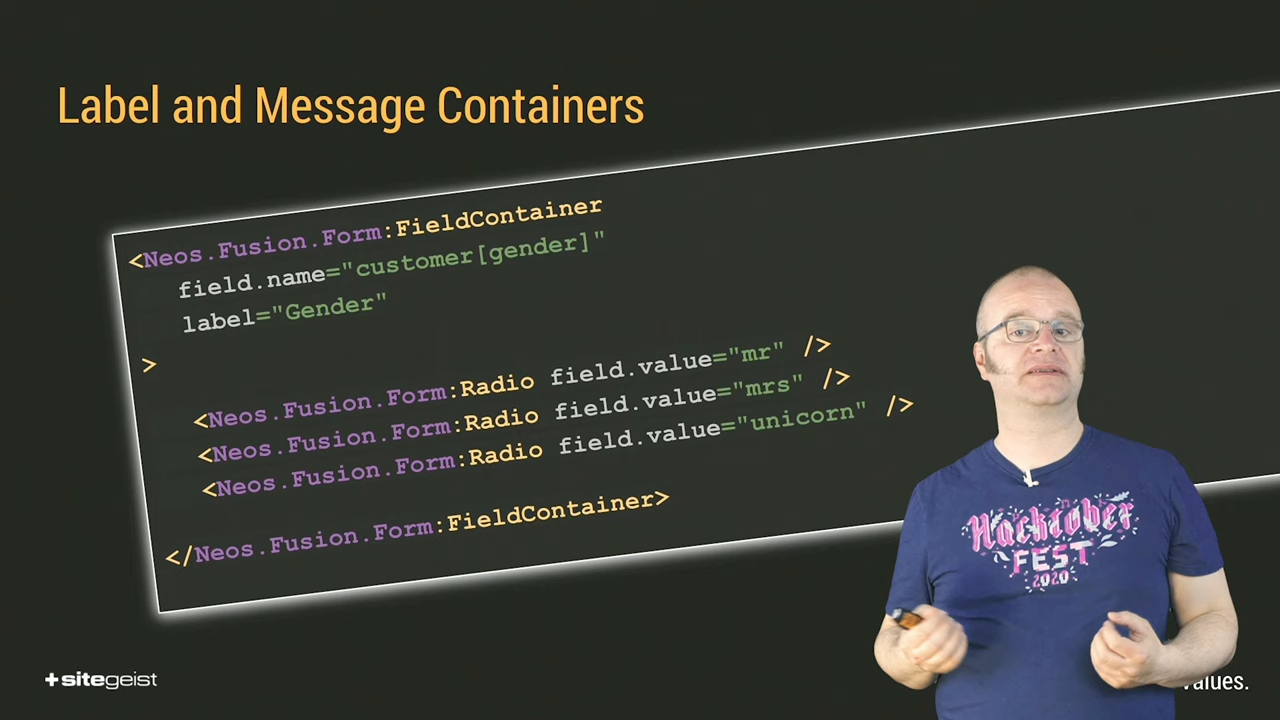 Label and Message Containers
<Neos.Fusion.Form:FieldContainer
field.name="customer[gender]"
label="Gender"
>
<Neos.Fusion.Form:Radio field.value="mr" />
<Neos.Fusion.Form:Radio field.value="mrs" />
<Neos.Fusion.Form:Radio field.value="unicorn" />
</Neos.Fusion.Form:FieldContainer>
Hacktober
FEST
2020
+sitegeist
values.